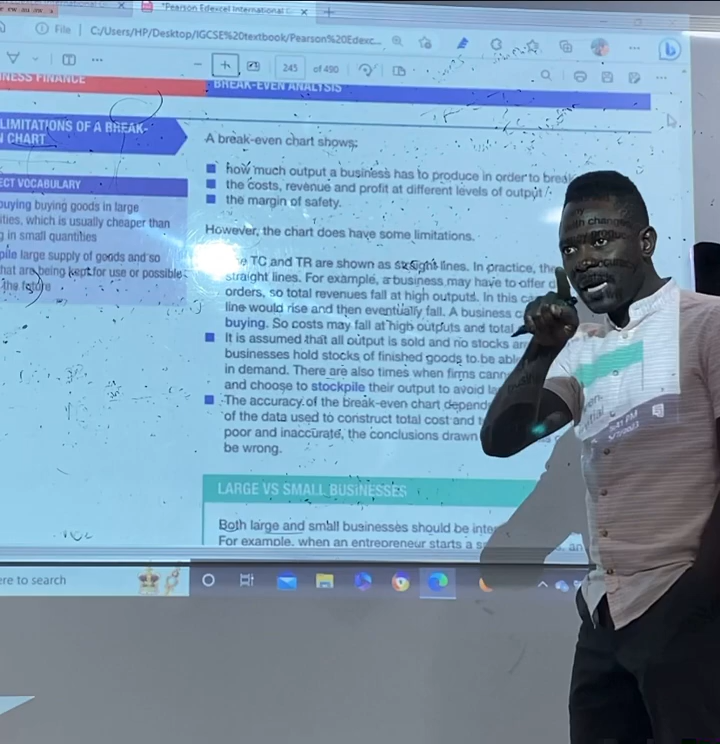 "Pearson Edexcel International
File | C:/Users/HP/Desktop/IGCSE%20textbook/Pearson%20Edexc...
245 of 490
NESS FINANCE
BREAK-EVEN ANALYSIS
LIMITATIONS OF A BREAK-
N CHART
A break-even chart shows:
ECT VOCABULARY
how much output a business has to produce in order to break
the costs, revenue and profit at different levels of output
the margin of safety.
buying buying goods in large
ities, which is usually cheaper than
g in small quantities
pile large supply of goods and so
hat are being kept for use or possible
the future
However, the chart does have some limitations.
e TC and TR are shown as straight lines. In practice, the
straight lines. For example, a business may have to offer d
orders, so total revenues fall at high outputs. In this ca
line would rise and then eventually fall. A business c
buying. So costs may fall at high outputs and total
It is assumed that all output is sold and no stocks are
businesses hold stocks of finished goods to be able
in demand. There are also times when firms cann
and choose to stockpile their output to avoid
The accuracy of the break-even chart depend
of the data used to construct total cost and
poor and inaccurate, the conclusions drawn
be wrong.
LARGE VS SMALL BUSINESSES
Both large and small businesses should be inte
For example, when an entrepreneur starts a s
ere to search
3:41 PM